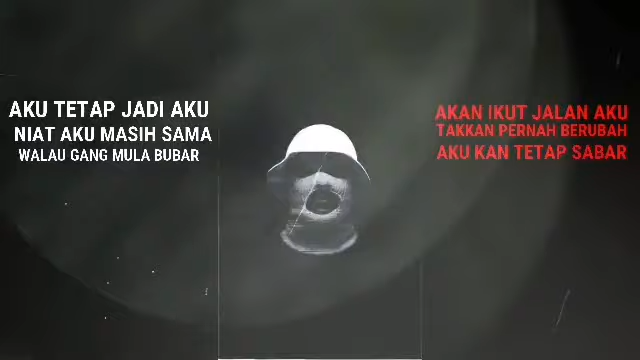 AKU TETAP JADI AKU
NIAT AKU MASIH SAMA
WALAU GANG MULA BUBAR
AKAN IKUT JALAN AKU
TAKKAN PERNAH BERUBAH
AKU KAN TETAP SABAR